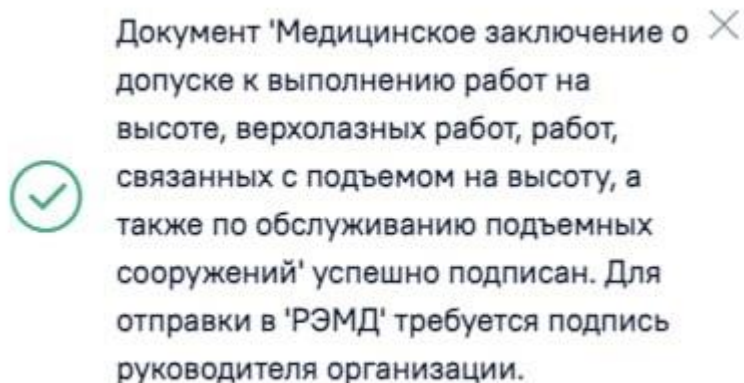 Документ 'Медицинское заключение о
допуске к выполнению работ на
высоте, верхолазных работ, работ,
связанных с подъемом на высоту, а
также по обслуживанию подъемных
сооружений' успешно подписан. Для
отправки в 'РЭМД' требуется подпись
руководителя организации.